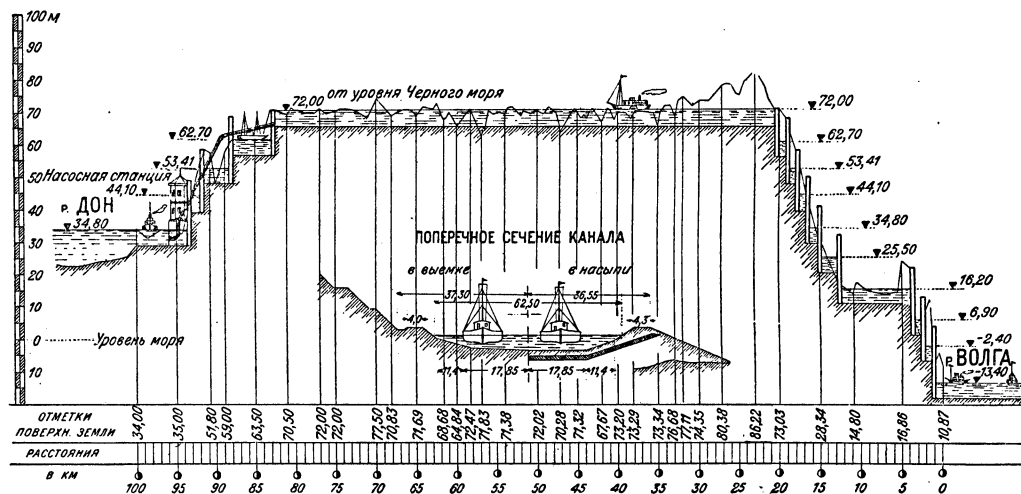 100 м
90
80
70
60
50
40
30
20
10
0
10
72,00 от уровня Черного моря
72,00
62,70
62,70
53,41
53,41
Насосная станция
44,10
44,10
р. ДОН
34,80
34,80
25,50
16,20
6,90
-2,40
р. ВОЛГА
-13,40
ПОПЕРЕЧНОЕ СЕЧЕНИЕ КАНАЛА
в выемке
в насыпи
37,30
36,55
62,50
4,0
4,3
11,4
17,85
17,85
11,4
Уровень моря
ОТМЕТКИ
ПОВЕРХН. ЗЕМЛИ
34,00 35,00 51,60 59,00 63,50 70,50 72,00 72,00 77,50 70,83 71,69 68,68 64,84 72,47 71,83 71,38 72,02 70,28 71,32 67,67 73,20 73,29 73,34 76,68 77,11 74,35 80,38 86,22 73,03 28,34 14,80 16,86 10,87
РАССТОЯНИЯ
В КМ
100 95 90 85 80 75 70 65 60 55 50 45 40 35 30 25 20 15 10 5 0